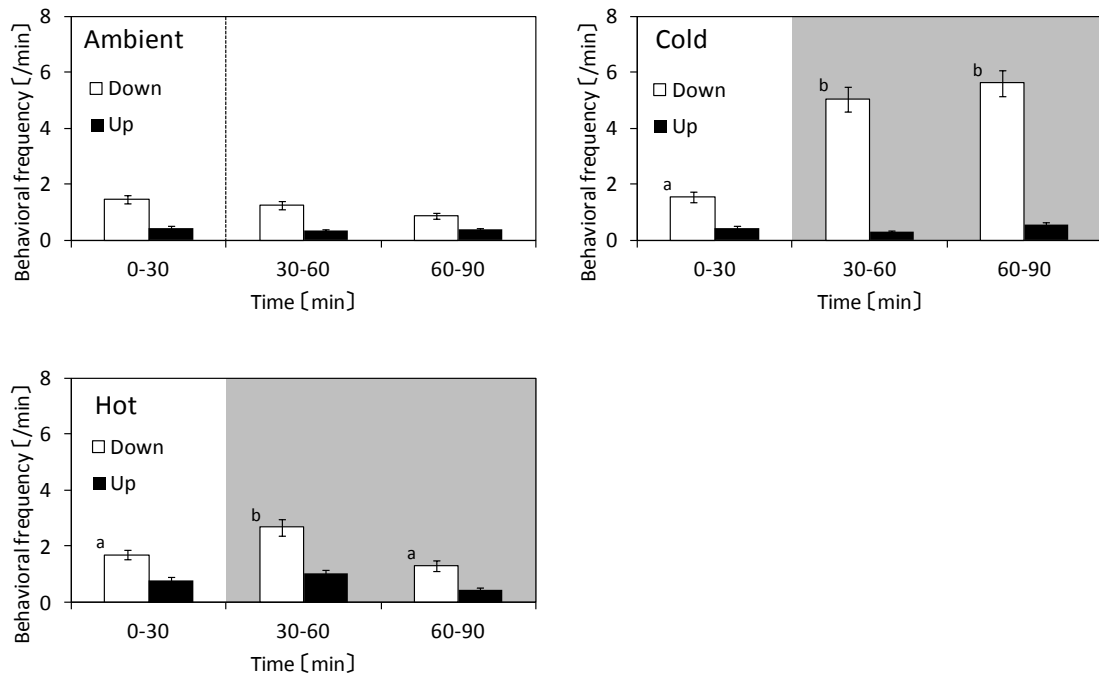 Behavioral frequency〔/min〕
8
6
4
2
0
Ambient
Down
Up
0-30
30-60
60-90
Time〔min〕
Behavioral frequency〔/min〕
8
6
4
2
0
Cold
Down
Up
a
b
b
0-30
30-60
60-90
Time〔min〕
Behavioral frequency〔/min〕
8
6
4
2
0
Hot
Down
Up
a
b
a
0-30
30-60
60-90
Time〔min〕